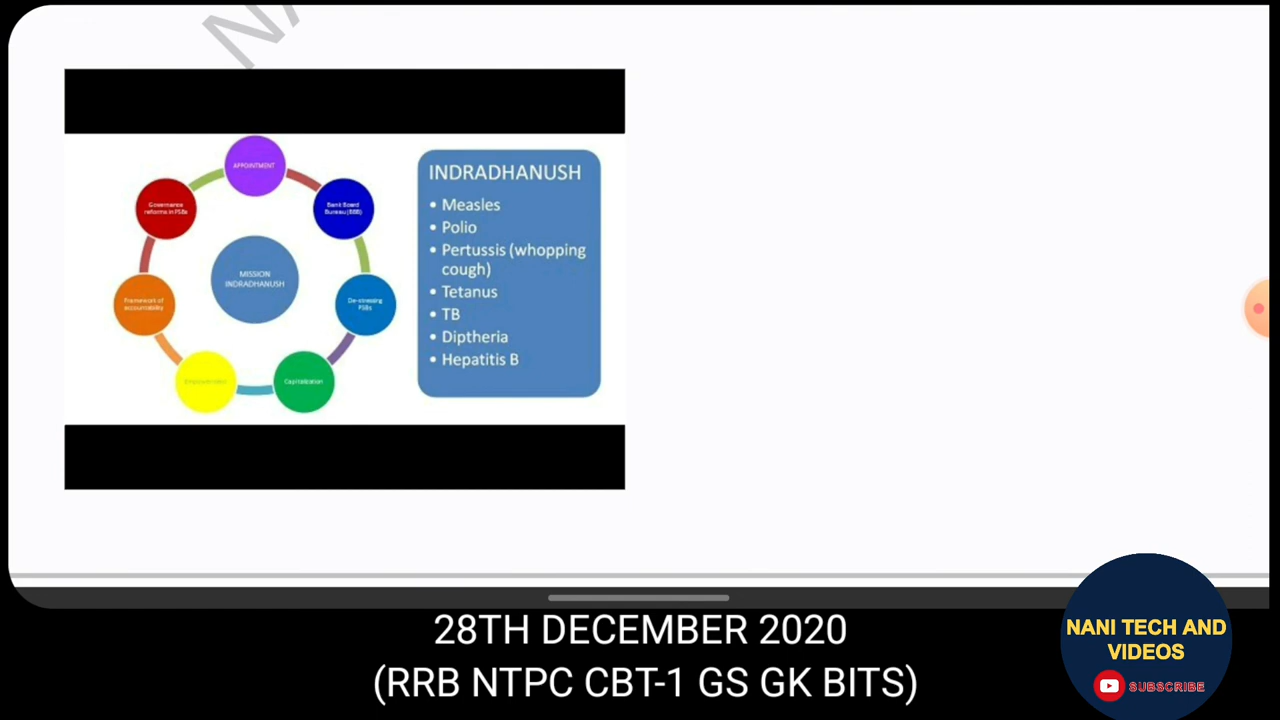 APPOINTMENT
Governance
reforms in PSBs
Bank Board
Bureau (BBB)
MISSION
INDRADHANUSH
Framework of
accountability
De-stressing
PSBs
Capitalization
INDRADHANUSH
• Measles
• Polio
• Pertussis (whopping
cough)
• Tetanus
• TB
• Diptheria
• Hepatitis B
28TH DECEMBER 2020
(RRB NTPC CBT-1 GS GK BITS)
NANI TECH AND
VIDEOS
SUBSCRIBE